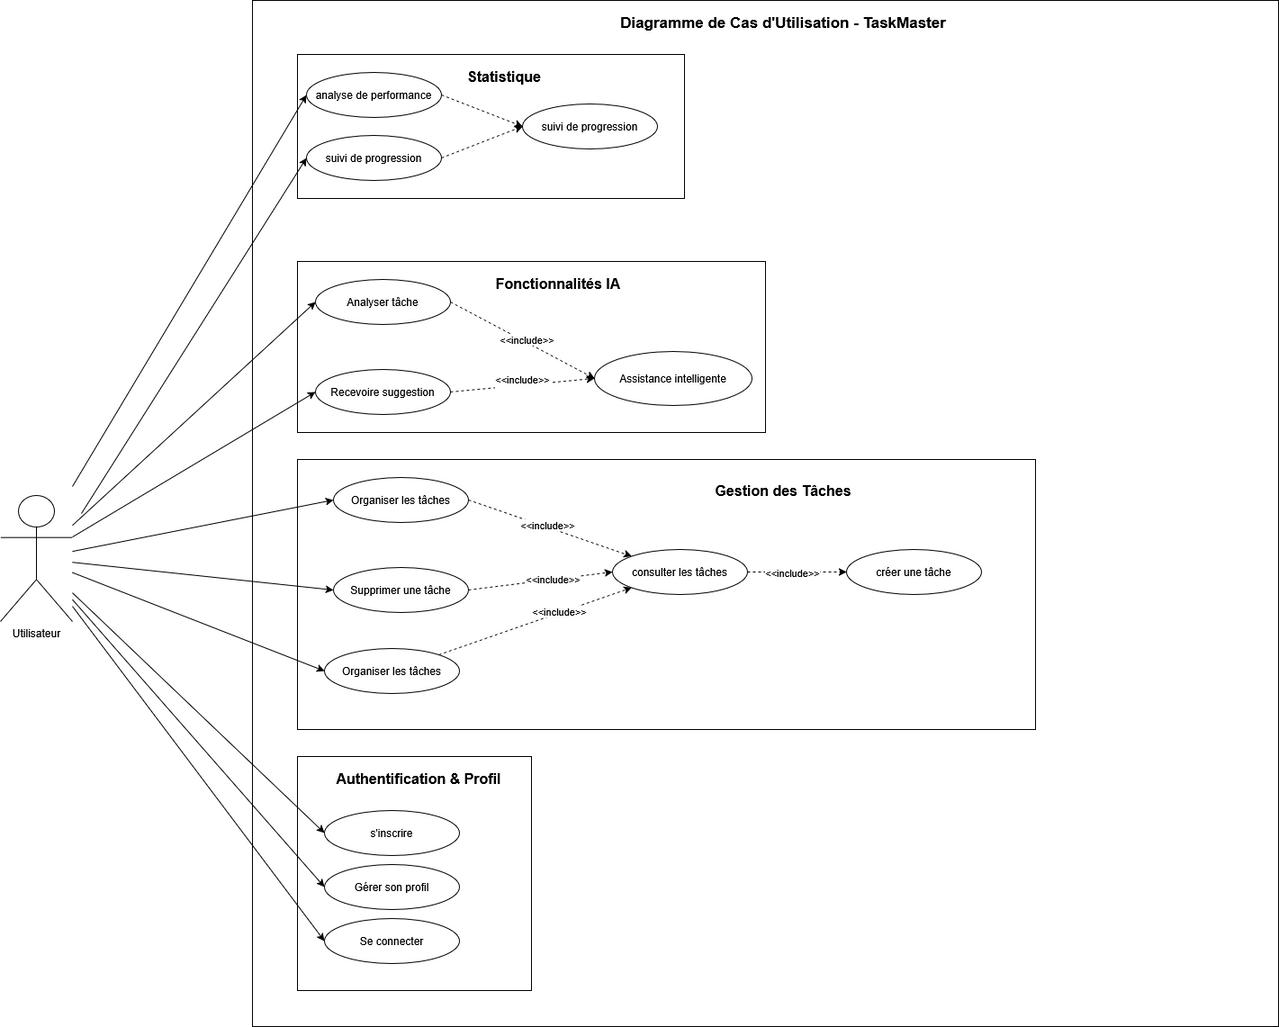 Diagramme de Cas d'Utilisation - TaskMaster
Statistique
analyse de performance
suivi de progression
suivi de progression
Fonctionnalités IA
Analyser tâche
<<include>>
Assistance intelligente
<<include>>
Recevoire suggestion
Gestion des Tâches
Organiser les tâches
<<include>>
consulter les tâches
<<include>>
créer une tâche
<<include>>
Supprimer une tâche
<<include>>
Organiser les tâches
Utilisateur
Authentification & Profil
s'inscrire
Gérer son profil
Se connecter